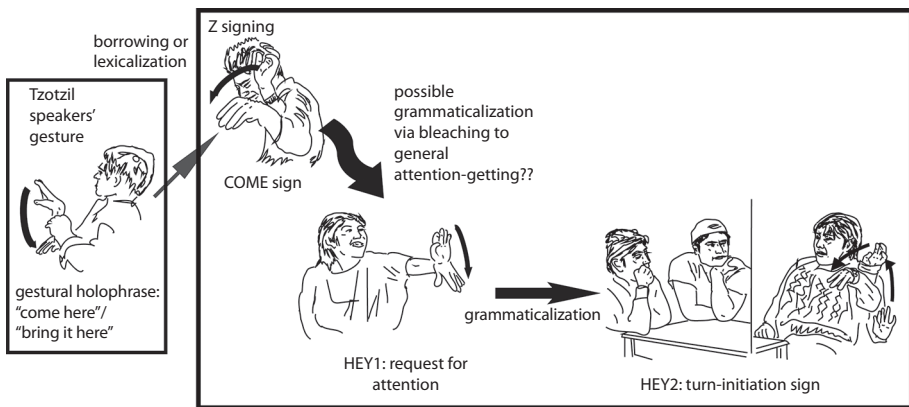 borrowing or
lexicalization
Tzotzil
speakers’
gesture
gestural holophrase:
“come here”/
“bring it here”
Z signing
COME sign
possible
grammaticalization
via bleaching to
general
attention-getting??
HEY1: request for
attention
grammaticalization
HEY2: turn-initiation sign